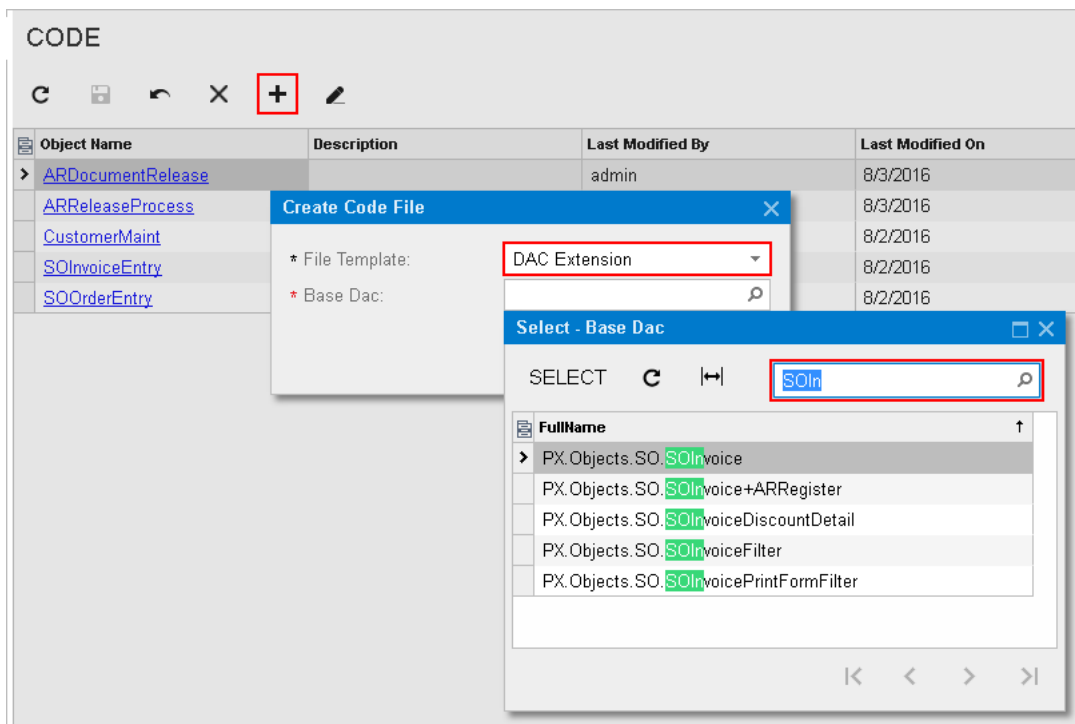 CODE
Object Name Description Last Modified By Last Modified On
ARDocumentRelease admin 8/3/2016
ARReleaseProcess 8/3/2016
CustomerMaint 8/2/2016
SOInvoiceEntry 8/2/2016
SOOrderEntry 8/2/2016
Create Code File
* File Template: DAC Extension
* Base Dac:
Select - Base Dac
SELECT SOIn
FullName
PX.Objects.SO.SOInvoice
PX.Objects.SO.SOInvoice+ARRegister
PX.Objects.SO.SOInvoiceDiscountDetail
PX.Objects.SO.SOInvoiceFilter
PX.Objects.SO.SOInvoicePrintFormFilter